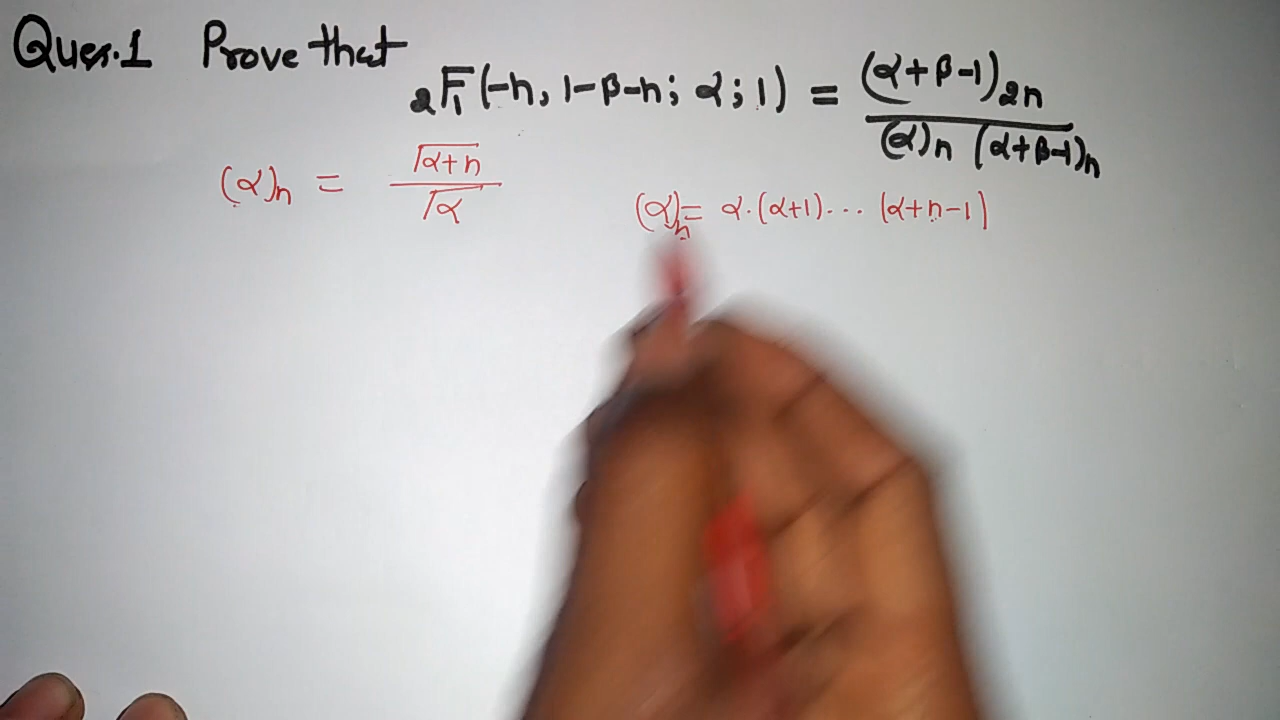 Ques.1 Prove that
₂F₁(-n, 1-β-n; α; 1) = (α+β-1)₂ₙ / (α)ₙ (α+β-1)ₙ
(α)ₙ = Γα+n / Γα
(α)ₙ = α·(α+1)... (α+n-1)